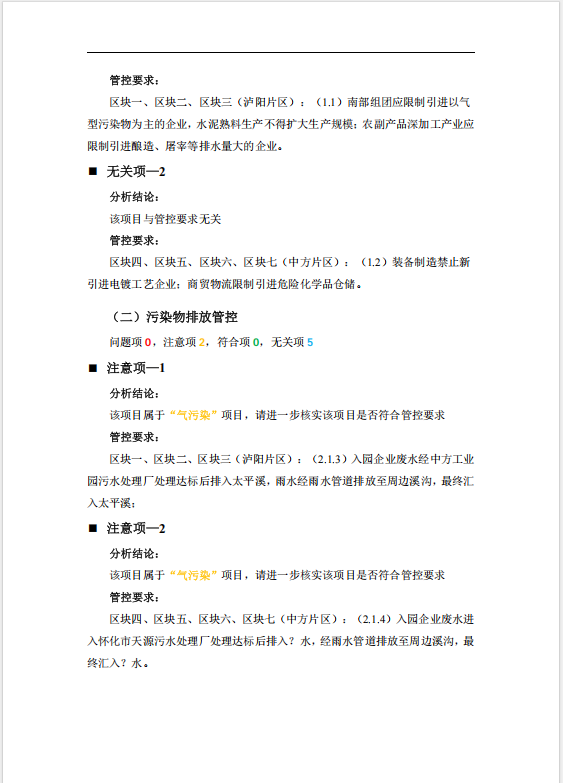 管控要求：
区块一、区块二、区块三（泸阳片区）：（1.1）南部组团应限制引进以气
型污染物为主的企业，水泥熟料生产不得扩大生产规模；农副产品深加工产业应
限制引进酿造、屠宰等排水量大的企业。
■ 无关项—2
分析结论：
该项目与管控要求无关
管控要求：
区块四、区块五、区块六、区块七（中方片区）：（1.2）装备制造禁止新
引进电镀工艺企业；商贸物流限制引进危险化学品仓储。
（二）污染物排放管控
问题项 0，注意项 2，符合项 0，无关项 5
■ 注意项—1
分析结论：
该项目属于“气污染”项目，请进一步核实该项目是否符合管控要求
管控要求：
区块一、区块二、区块三（泸阳片区）：（2.1.3）入园企业废水经中方工业
园污水处理厂处理达标后排入太平溪，雨水经雨水管道排放至周边溪沟，最终汇
入太平溪；
■ 注意项—2
分析结论：
该项目属于“气污染”项目，请进一步核实该项目是否符合管控要求
管控要求：
区块四、区块五、区块六、区块七（中方片区）：（2.1.4）入园企业废水进
入怀化市天源污水处理厂处理达标后排入？水，经雨水管道排放至周边溪沟，最
终汇入？水。